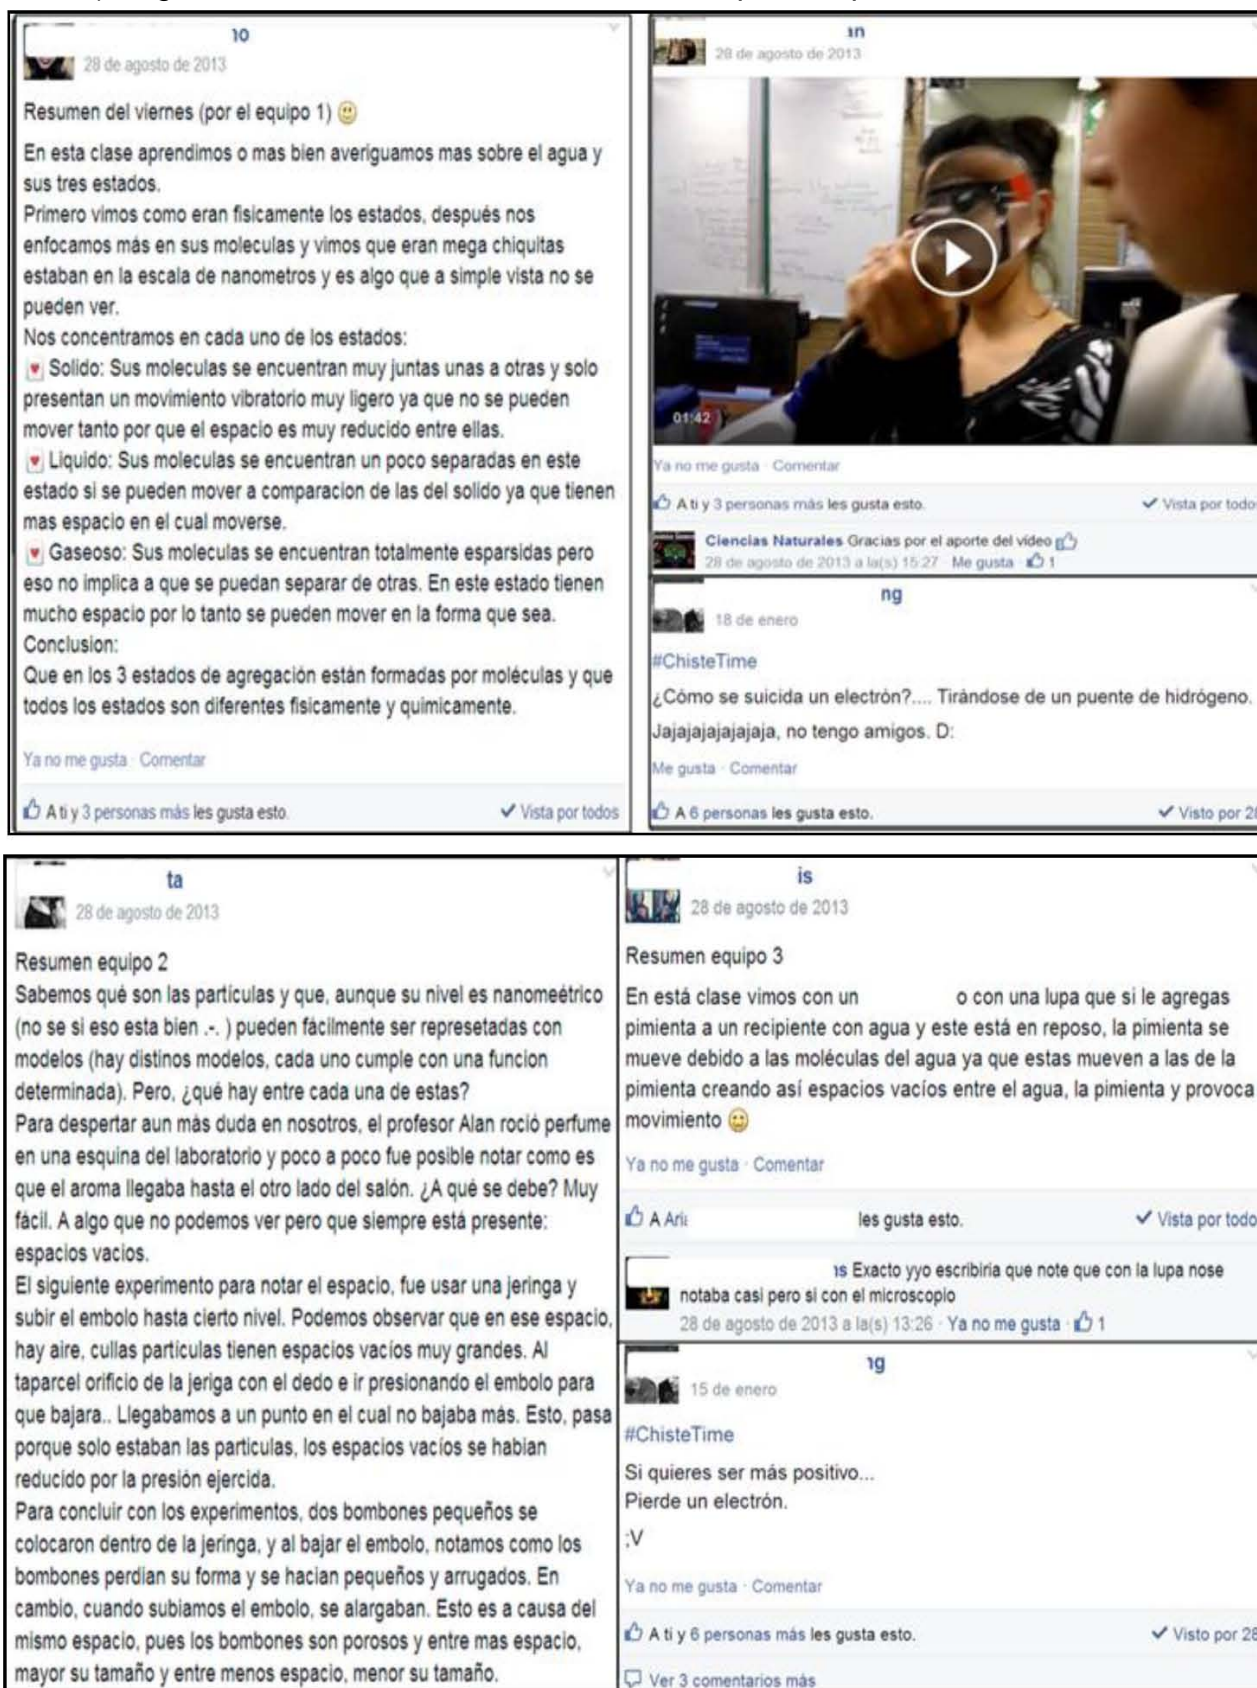 no
28 de agosto de 2013
Resumen del viernes (por el equipo 1)
En esta clase aprendimos o mas bien averiguamos mas sobre el agua y
sus tres estados.
Primero vimos como eran fisicamente los estados, después nos
enfocamos más en sus moleculas y vimos que eran mega chiquitas
estaban en la escala de nanometros y es algo que a simple vista no se
pueden ver.
Nos concentramos en cada uno de los estados:
Solido: Sus moleculas se encuentran muy juntas unas a otras y solo
presentan un movimiento vibratorio muy ligero ya que no se pueden
mover tanto por que el espacio es muy reducido entre ellas.
Liquido: Sus moleculas se encuentran un poco separadas en este
estado si se pueden mover a comparacion de las del solido ya que tienen
mas espacio en el cual moverse.
Gaseoso: Sus moleculas se encuentran totalmente esparsidas pero
eso no implica a que se puedan separar de otras. En este estado tienen
mucho espacio por lo tanto se pueden mover en la forma que sea.
Conclusion:
Que en los 3 estados de agregación están formadas por moléculas y que
todos los estados son diferentes fisicamente y quimicamente.
Ya no me gusta · Comentar
A ti y 3 personas más les gusta esto. Vista por todos
an
28 de agosto de 2013
01:42
Ya no me gusta · Comentar
A ti y 3 personas más les gusta esto. Vista por todo
Ciencias Naturales Gracias por el aporte del vídeo
28 de agosto de 2013 a la(s) 15:27 · Me gusta · 1
ng
18 de enero
#ChisteTime
¿Cómo se suicida un electrón?.... Tirándose de un puente de hidrógeno.
Jajajajajajajaja, no tengo amigos. D:
Me gusta · Comentar
A 6 personas les gusta esto. Visto por 28
ta
28 de agosto de 2013
Resumen equipo 2
Sabemos qué son las partículas y que, aunque su nivel es nanomeétrico
(no se si eso esta bien .-. ) pueden fácilmente ser represetadas con
modelos (hay distinos modelos, cada uno cumple con una funcion
determinada). Pero, ¿qué hay entre cada una de estas?
Para despertar aun más duda en nosotros, el profesor Alan roció perfume
en una esquina del laboratorio y poco a poco fue posible notar como es
que el aroma llegaba hasta el otro lado del salón. ¿A qué se debe? Muy
fácil. A algo que no podemos ver pero que siempre está presente:
espacios vacios.
El siguiente experimento para notar el espacio, fue usar una jeringa y
subir el embolo hasta cierto nivel. Podemos observar que en ese espacio,
hay aire, cullas partículas tienen espacios vacíos muy grandes. Al
taparcel orificio de la jeriga con el dedo e ir presionando el embolo para
que bajara.. Llegabamos a un punto en el cual no bajaba más. Esto, pasa
porque solo estaban las particulas, los espacios vacíos se habian
reducido por la presión ejercida.
Para concluir con los experimentos, dos bombones pequeños se
colocaron dentro de la jeringa, y al bajar el embolo, notamos como los
bombones perdian su forma y se hacian pequeños y arrugados. En
cambio, cuando subiamos el embolo, se alargaban. Esto es a causa del
mismo espacio, pues los bombones son porosos y entre mas espacio,
mayor su tamaño y entre menos espacio, menor su tamaño.
is
28 de agosto de 2013
Resumen equipo 3
En está clase vimos con un o con una lupa que si le agregas
pimienta a un recipiente con agua y este está en reposo, la pimienta se
mueve debido a las moléculas del agua ya que estas mueven a las de la
pimienta creando así espacios vacíos entre el agua, la pimienta y provoca
movimiento
Ya no me gusta · Comentar
A Aria les gusta esto. Vista por todo
is Exacto yyo escribiria que note que con la lupa nose
notaba casi pero si con el microscopio
28 de agosto de 2013 a la(s) 13:26 · Ya no me gusta · 1
ng
15 de enero
#ChisteTime
Si quieres ser más positivo...
Pierde un electrón.
;V
Ya no me gusta · Comentar
A ti y 6 personas más les gusta esto. Visto por 28
Ver 3 comentarios más